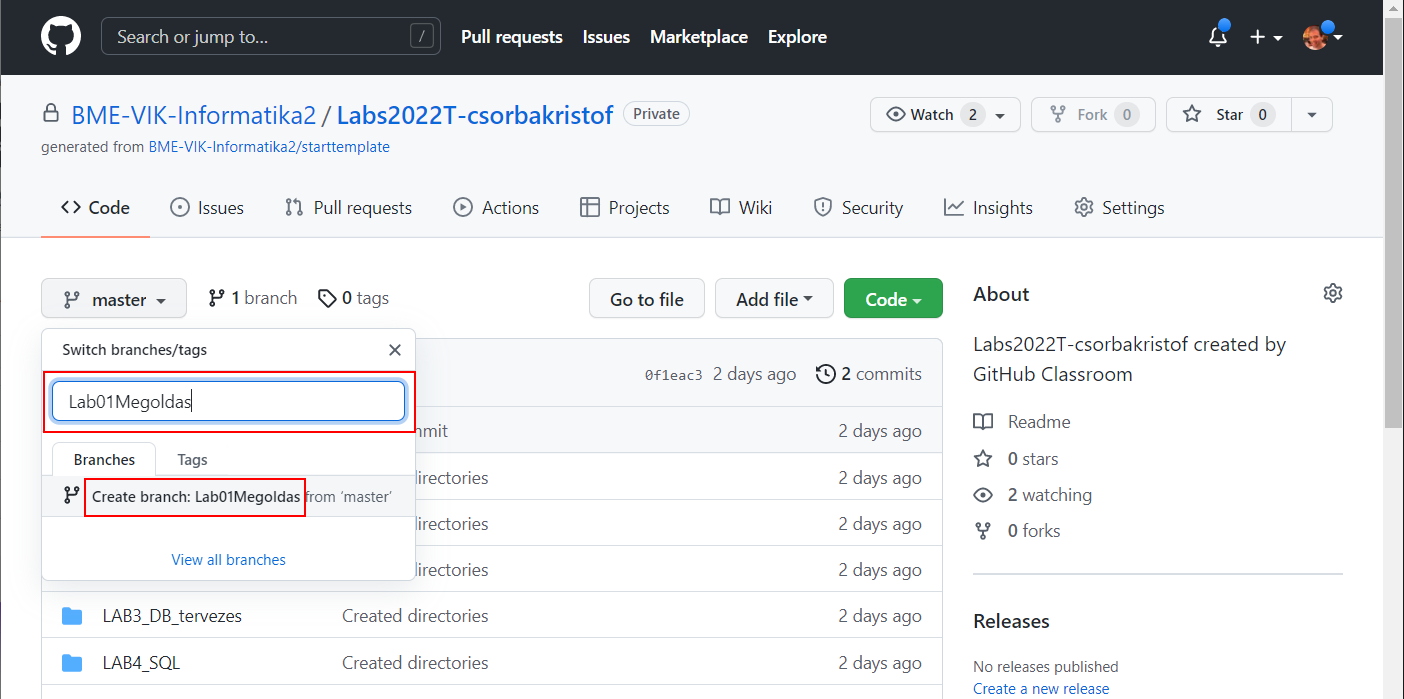 Search or jump to... / Pull requests Issues Marketplace Explore
BME-VIK-Informatika2 / Labs2022T-csorbakristof Private Watch 2 Fork 0 Star 0
generated from BME-VIK-Informatika2/starttemplate
Code Issues Pull requests Actions Projects Wiki Security Insights Settings
master 1 branch 0 tags Go to file Add file Code
Switch branches/tags
0f1eac3 2 days ago 2 commits
Lab01Megoldas
2 days ago
Branches Tags
directories 2 days ago
Create branch: Lab01Megoldas from 'master'
directories 2 days ago
View all branches
directories 2 days ago
LAB3_DB_tervezes Created directories 2 days ago
LAB4_SQL Created directories 2 days ago
About
Labs2022T-csorbakristof created by
GitHub Classroom
Readme
0 stars
2 watching
0 forks
Releases
No releases published
Create a new release